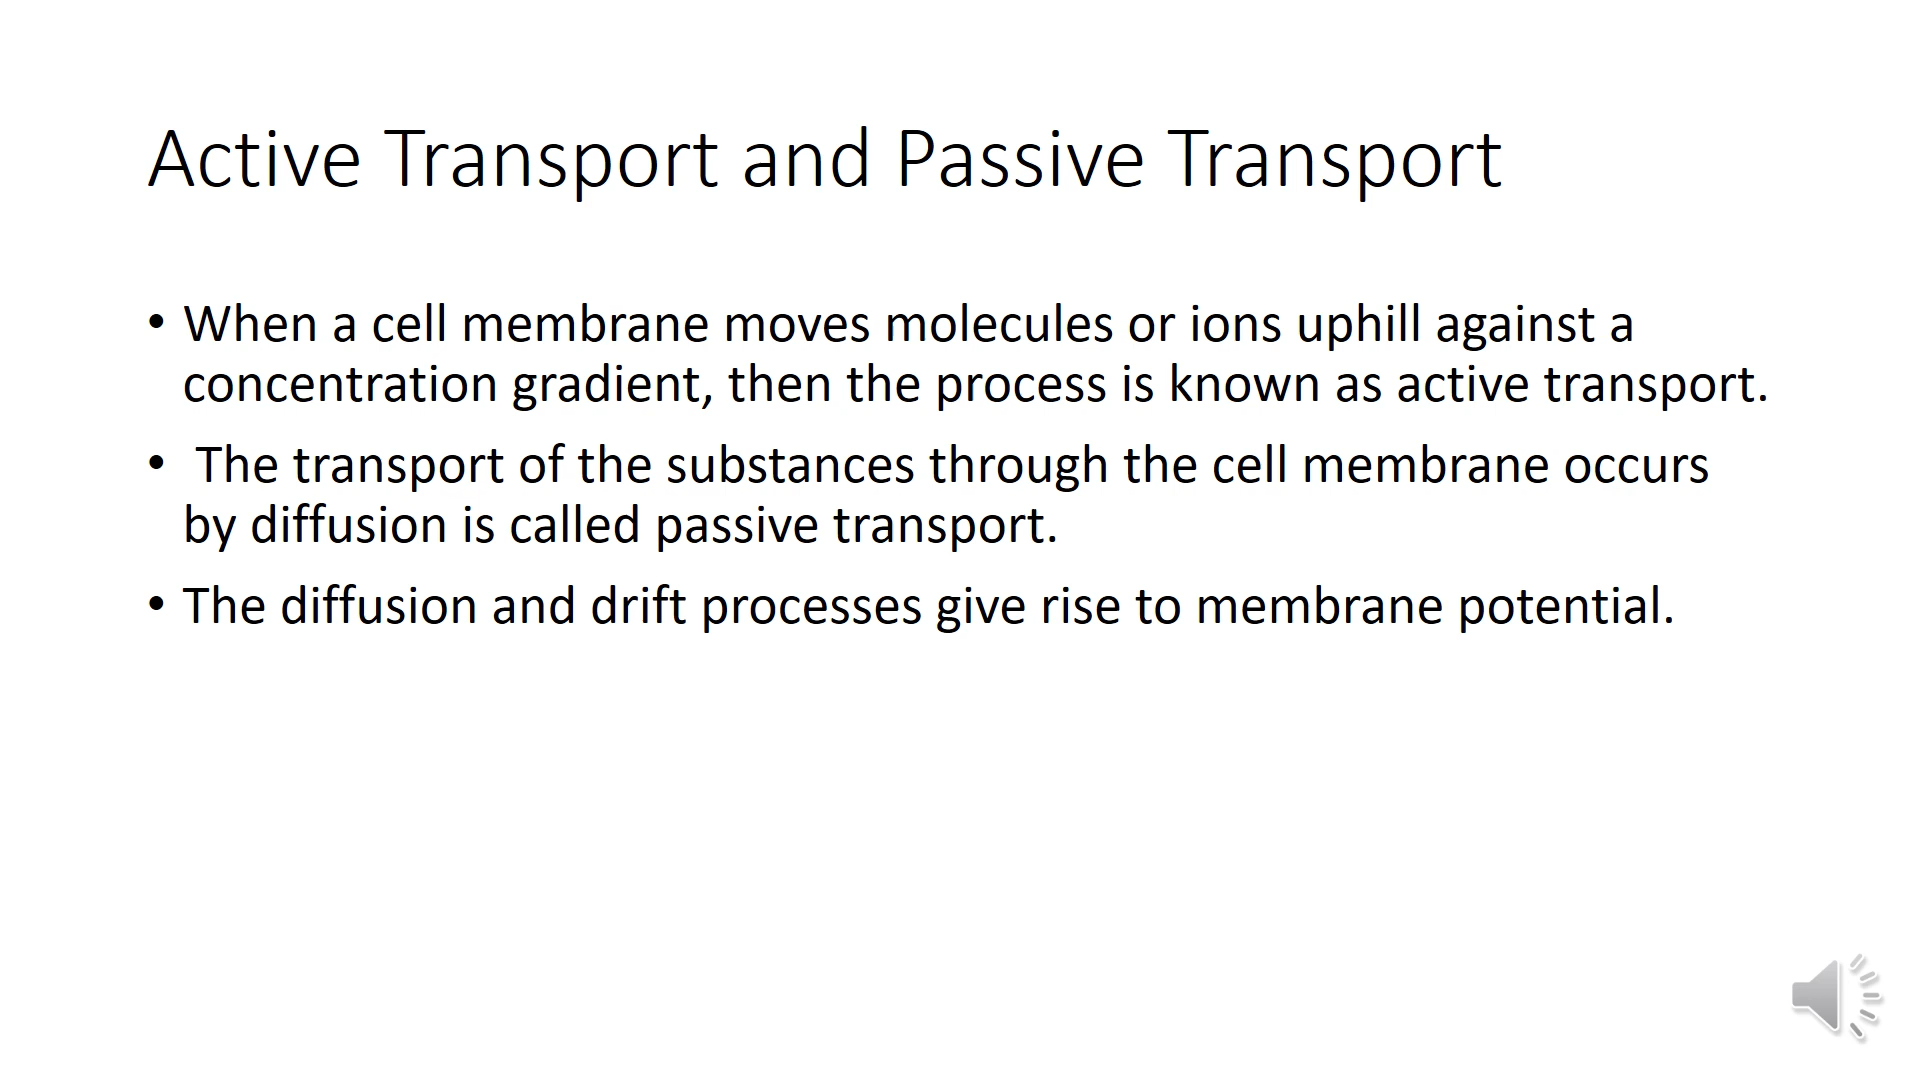 Active Transport and Passive Transport
• When a cell membrane moves molecules or ions uphill against a
concentration gradient, then the process is known as active transport.
• The transport of the substances through the cell membrane occurs
by diffusion is called passive transport.
• The diffusion and drift processes give rise to membrane potential.